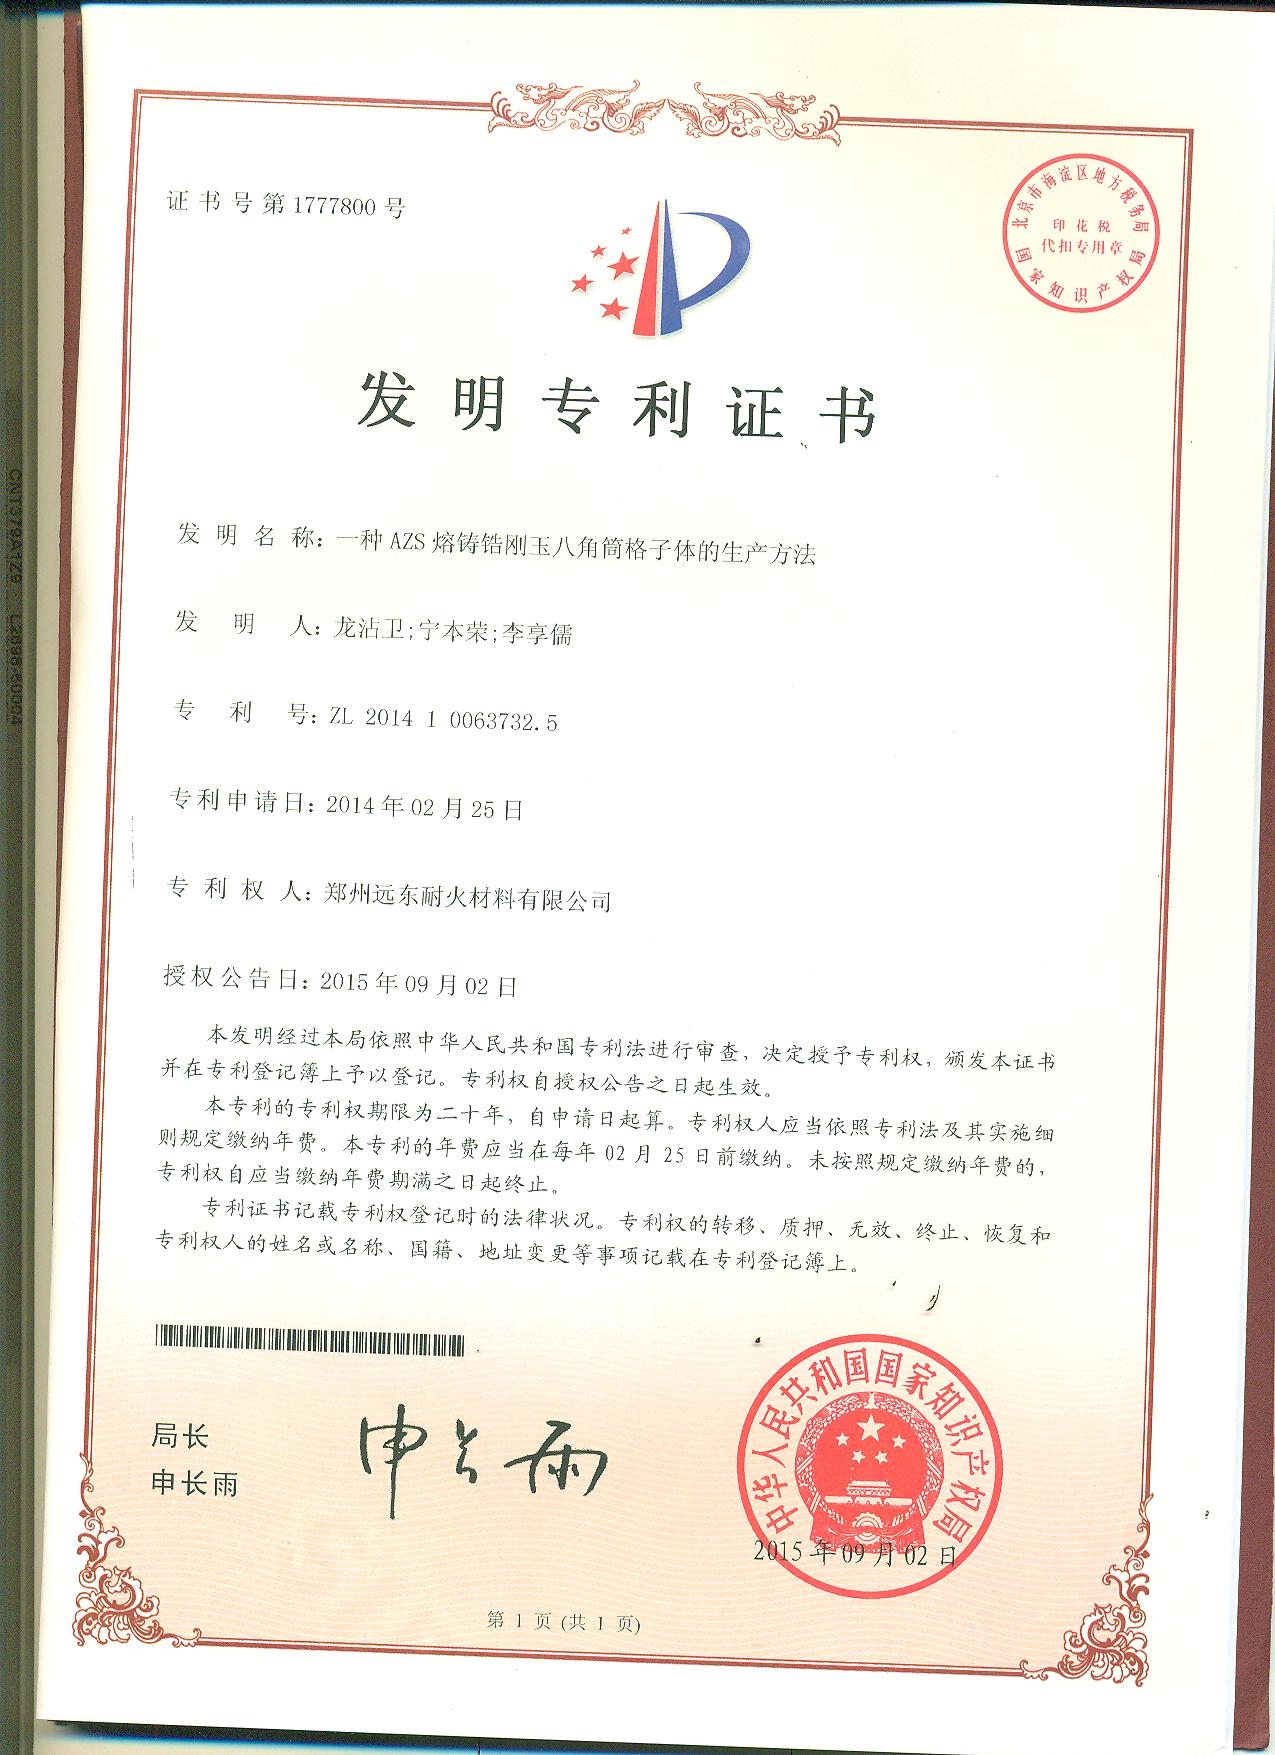 证书号第1777800号
北京市海淀区地方税务局
印花税
代扣专用章
国家知识产权局
发明专利证书
发明名称：一种AZS熔铸锆刚玉八角筒格子体的生产方法
发明人：龙沾卫;宁本荣;李享儒
专利号：ZL 2014 1 0063732.5
专利申请日：2014年02月25日
专利权人：郑州远东耐火材料有限公司
授权公告日：2015年09月02日
本发明经过本局依照中华人民共和国专利法进行审查，决定授予专利权，颁发本证书
并在专利登记簿上予以登记。专利权自授权公告之日起生效。
本专利的专利权期限为二十年，自申请日起算。专利权人应当依照专利法及其实施细
则规定缴纳年费。本专利的年费应当在每年02月25日前缴纳。未按照规定缴纳年费的，
专利权自应当缴纳年费期满之日起终止。
专利证书记载专利权登记时的法律状况。专利权的转移、质押、无效、终止、恢复和
专利权人的姓名或名称、国籍、地址变更等事项记载在专利登记簿上。
局长
申长雨
申长雨
中华人民共和国国家知识产权局
2015年09月02日
第1页(共1页)